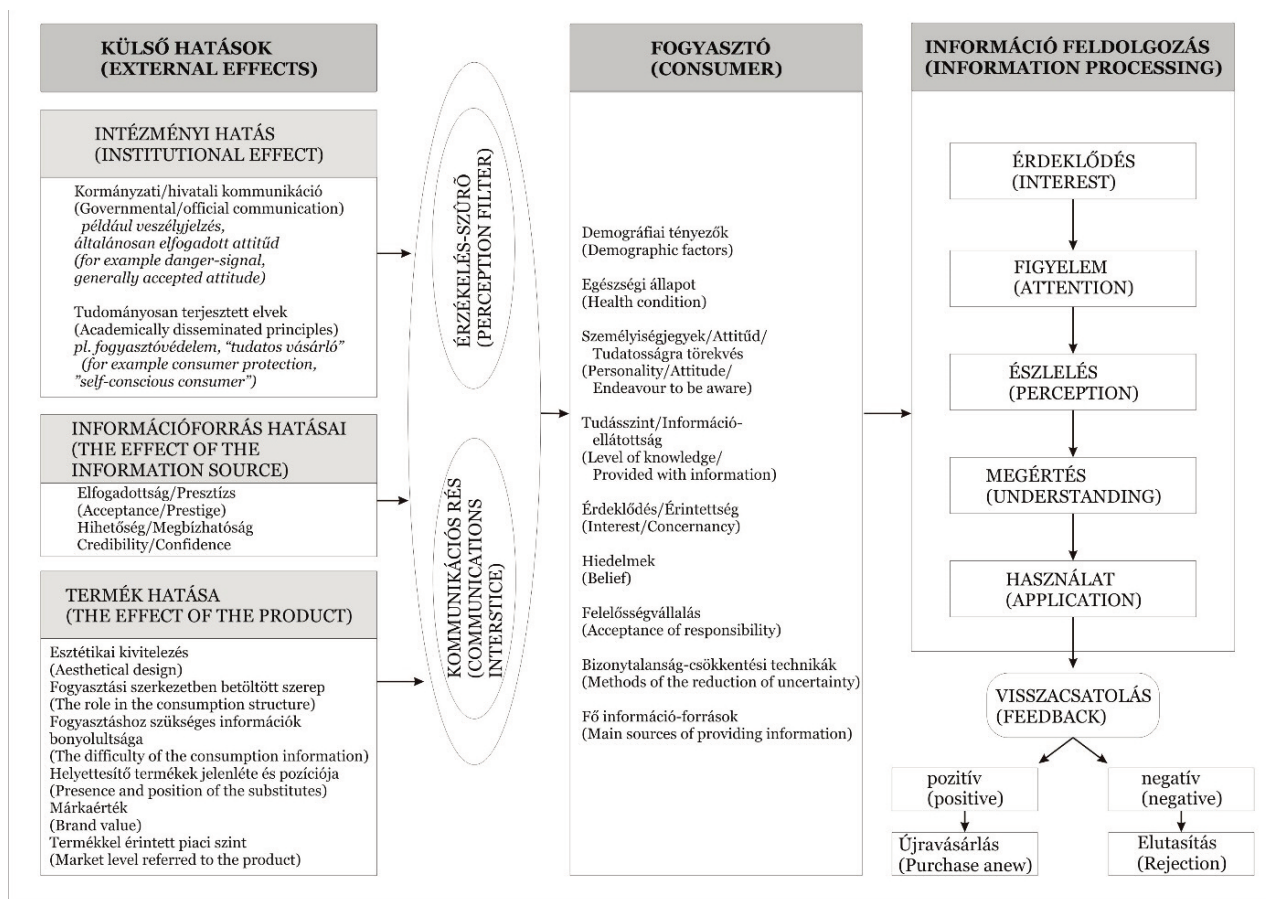 KÜLSŐ HATÁSOK
(EXTERNAL EFFECTS)
INTÉZMÉNYI HATÁS
(INSTITUTIONAL EFFECT)
Kormányzati/hivatali kommunikáció
(Governmental/official communication)
például veszélyjelzés,
általánosan elfogadott attitűd
(for example danger-signal,
generally accepted attitude)
Tudományosan terjesztett elvek
(Academically disseminated principles)
pl. fogyasztóvédelem, “tudatos vásárló”
(for example consumer protection,
”self-conscious consumer”)
INFORMÁCIÓFORRÁS HATÁSAI
(THE EFFECT OF THE
INFORMATION SOURCE)
Elfogadottság/Presztízs
(Acceptance/Prestige)
Hihetőség/Megbízhatóság
Credibility/Confidence
TERMÉK HATÁSA
(THE EFFECT OF THE PRODUCT)
Esztétikai kivitelezés
(Aesthetical design)
Fogyasztási szerkezetben betöltött szerep
(The role in the consumption structure)
Fogyasztáshoz szükséges információk
bonyolultsága
(The difficulty of the consumption information)
Helyettesítő termékek jelenléte és pozíciója
(Presence and position of the substitutes)
Márkaérték
(Brand value)
Termékkel érintett piaci szint
(Market level referred to the product)
ÉRZÉKELÉS-SZÛRÕ
(PERCEPTION FILTER)
KOMMUNIKÁCIÓS RÉS
(COMMUNICATIONS
INTERSTICE)
FOGYASZTÓ
(CONSUMER)
Demográfiai tényezők
(Demographic factors)
Egészségi állapot
(Health condition)
Személyiségjegyek/Attitűd/
Tudatosságra törekvés
(Personality/Attitude/
Endeavour to be aware)
Tudásszint/Információ-
ellátottság
(Level of knowledge/
Provided with information)
Érdeklődés/Érintettség
(Interest/Concernancy)
Hiedelmek
(Belief)
Felelősségvállalás
(Acceptance of responsibility)
Bizonytalanság-csökkentési technikák
(Methods of the reduction of uncertainty)
Fő információ-források
(Main sources of providing information)
INFORMÁCIÓ FELDOLGOZÁS
(INFORMATION PROCESSING)
ÉRDEKLŐDÉS
(INTEREST)
FIGYELEM
(ATTENTION)
ÉSZLELÉS
(PERCEPTION)
MEGÉRTÉS
(UNDERSTANDING)
HASZNÁLAT
(APPLICATION)
VISSZACSATOLÁS
(FEEDBACK)
pozitív
(positive)
Újravásárlás
(Purchase anew)
negatív
(negative)
Elutasítás
(Rejection)